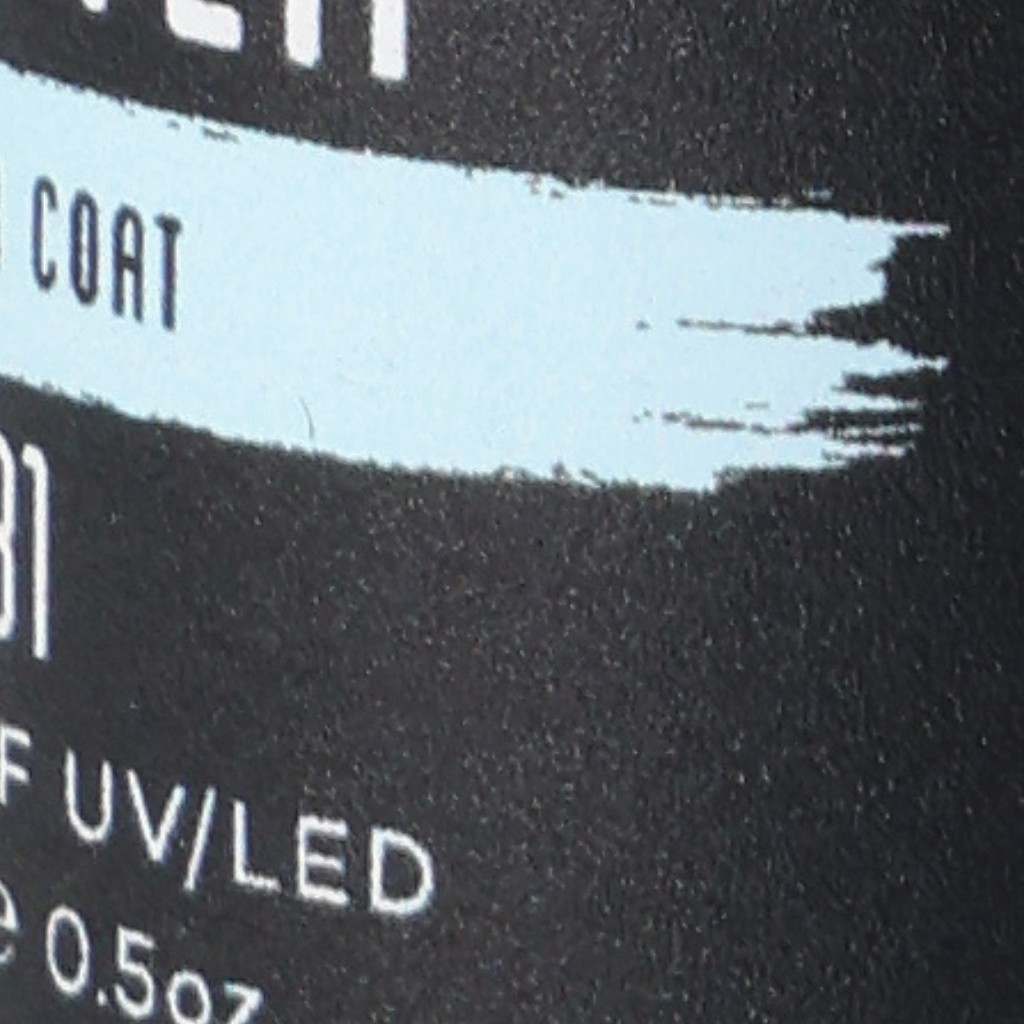 COAT
31
F UV/LED
e 0.5oz